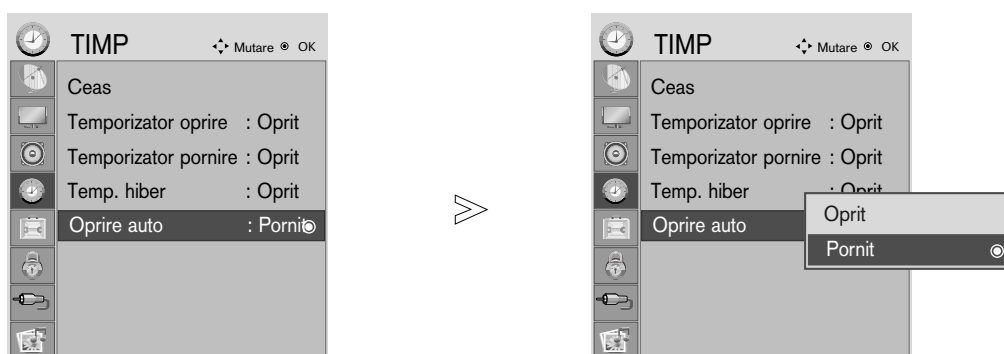 TIMP Mutare OK
Ceas
Temporizator oprire : Oprit
Temporizator pornire : Oprit
Temp. hiber : Oprit
Oprire auto : Pornit
TIMP Mutare OK
Ceas
Temporizator oprire : Oprit
Temporizator pornire : Oprit
Temp. hiber : Oprit
Oprire auto
Oprit
Pornit